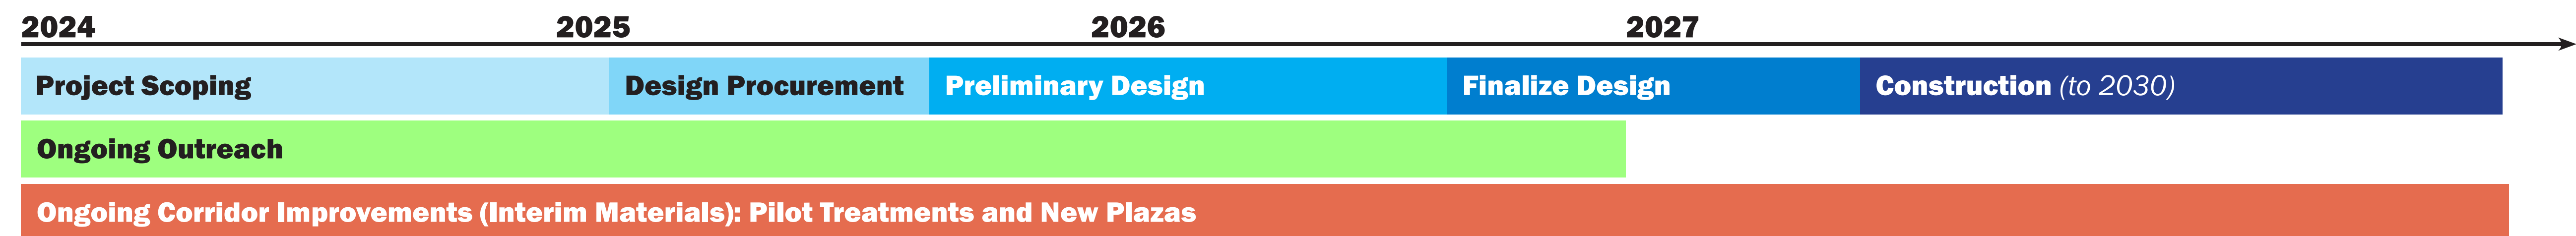 2024 2025 2026 2027
Project Scoping Design Procurement Preliminary Design Finalize Design Construction (to 2030)
Ongoing Outreach
Ongoing Corridor Improvements (Interim Materials): Pilot Treatments and New Plazas